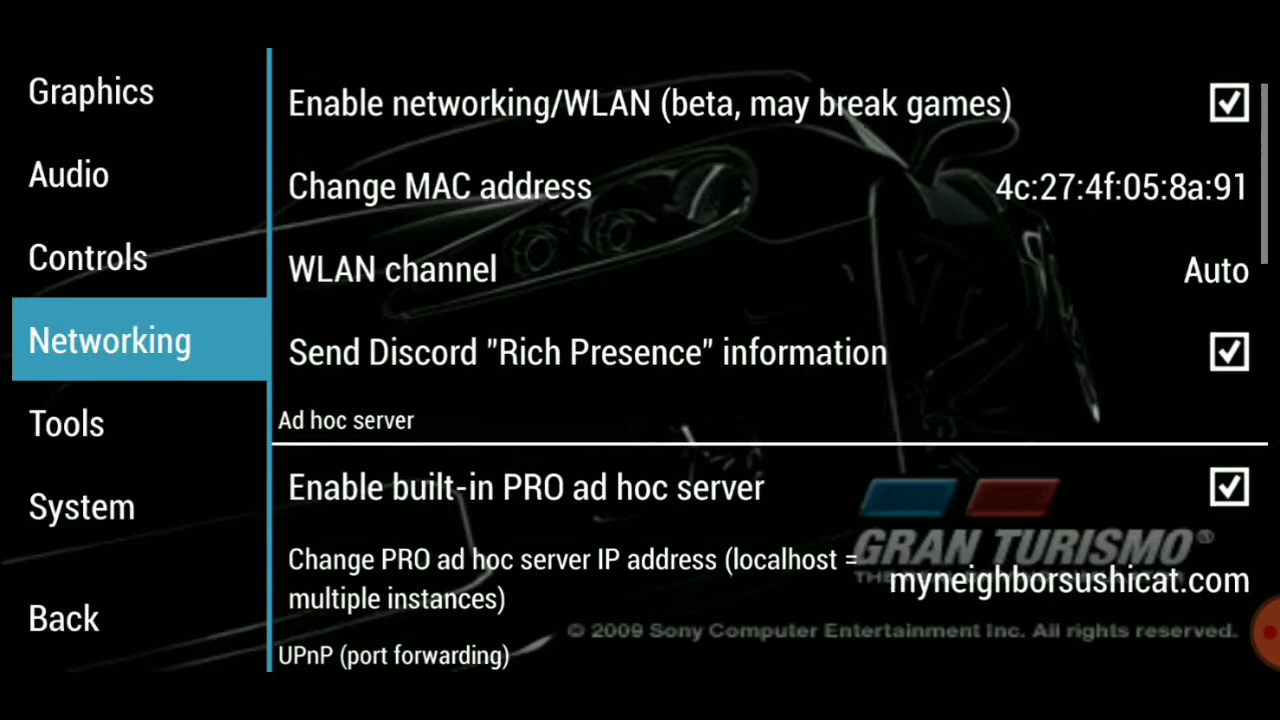 Graphics
Audio
Controls
Networking
Tools
System
Back
Enable networking/WLAN (beta, may break games)
Change MAC address
4c:27:4f:05:8a:91
WLAN channel
Auto
Send Discord "Rich Presence" information
Ad hoc server
Enable built-in PRO ad hoc server
Change PRO ad hoc server IP address (localhost =
multiple instances)
myneighborsushicat.com
UPnP (port forwarding)
GRAN TURISMO®
© 2009 Sony Computer Entertainment Inc. All rights reserved.